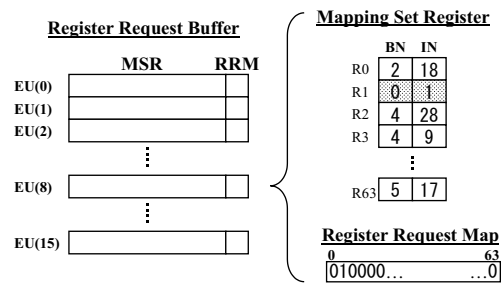 Register Request Buffer
MSR RRM
EU(0)
EU(1)
EU(2)
EU(8)
EU(15)
Mapping Set Register
BN IN
R0 2 18
R1 0 1
R2 4 28
R3 4 9
R63 5 17
Register Request Map
0 63
010000... ...0